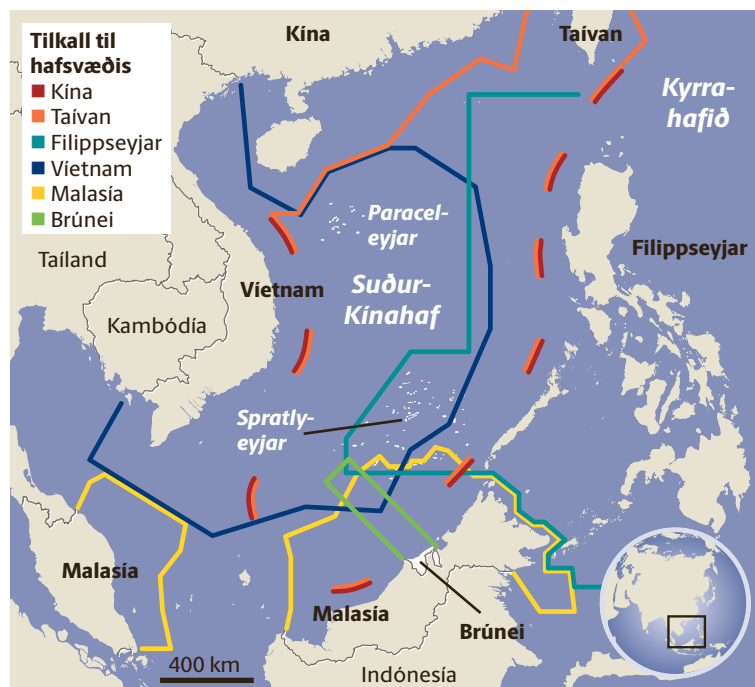 Tilkall til
hafsvæðis
Kína
Taívan
Filippseyjar
Víetnam
Malasía
Brúnei
Kína
Taívan
Kyrra-
hafið
Paracel-
eyjar
Filippseyjar
Taíland
Víetnam
Suður-
Kínahaf
Kambódía
Spratly-
eyjar
Malasía
Malasía
Brúnei
400 km
Indónesía